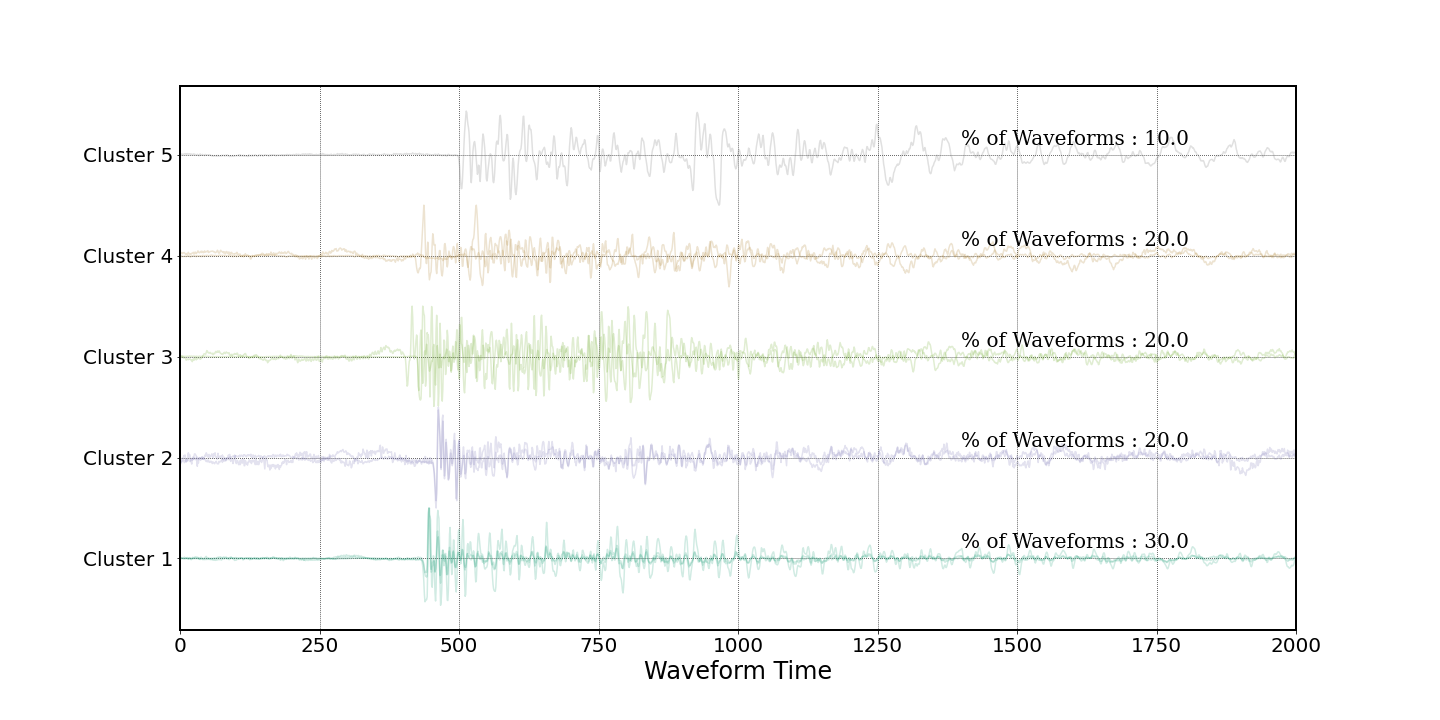 Cluster 5
% of Waveforms : 10.0
Cluster 4
% of Waveforms : 20.0
Cluster 3
% of Waveforms : 20.0
Cluster 2
% of Waveforms : 20.0
Cluster 1
% of Waveforms : 30.0
0 250 500 750 1000 1250 1500 1750 2000
Waveform Time